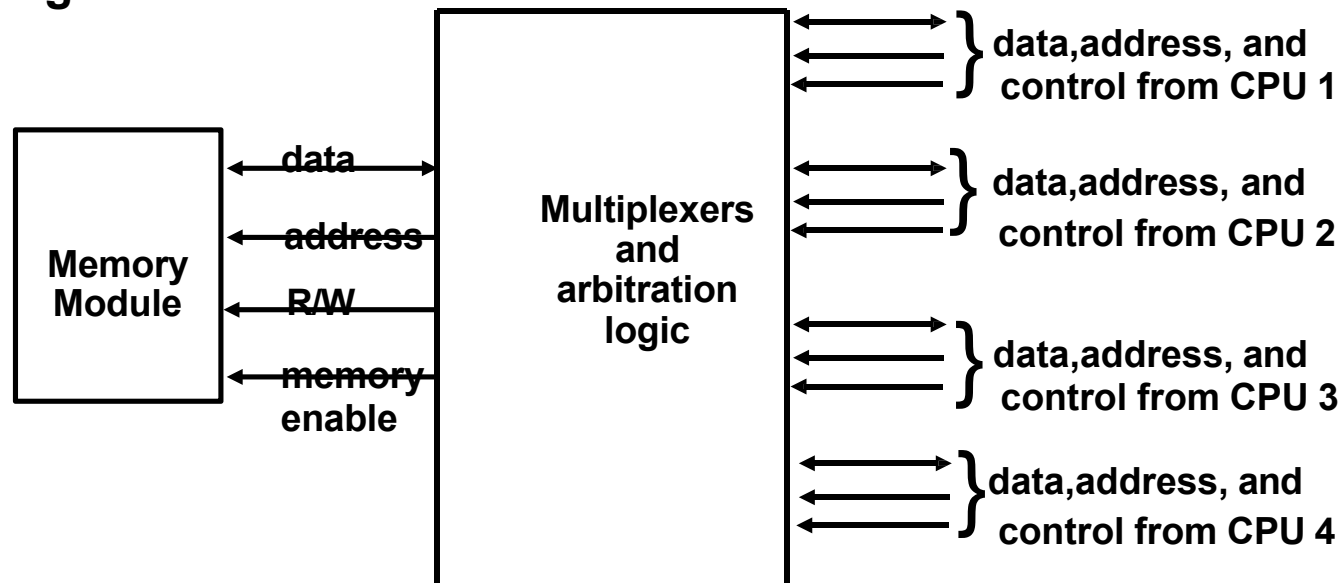 data,address, and
control from CPU 1
data
address
R/W
memory
enable
Memory
Module
Multiplexers
and
arbitration
logic
data,address, and
control from CPU 2
data,address, and
control from CPU 3
data,address, and
control from CPU 4